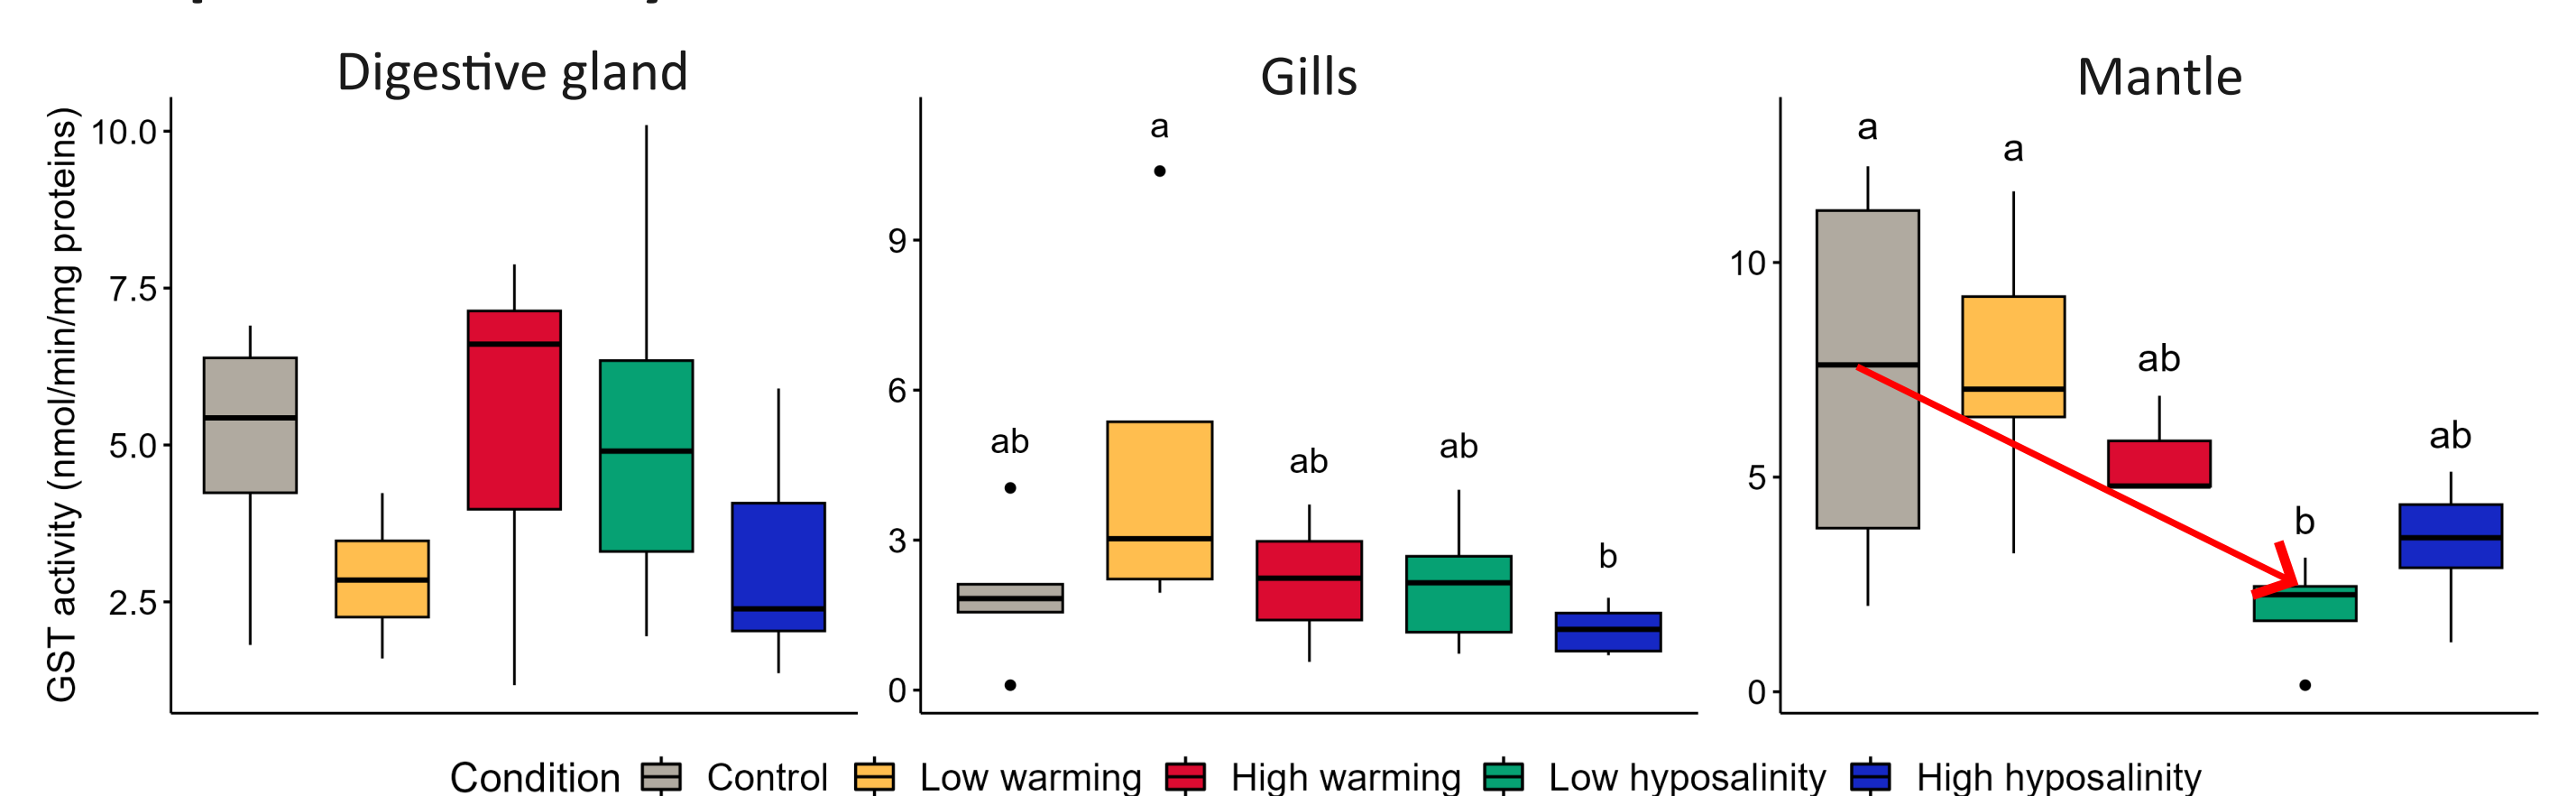 Digestive gland
Gills
Mantle
GST activity (nmol/min/mg proteins)
10.0
7.5
5.0
2.5
9
6
3
0
ab
a
ab
ab
b
10
5
0
a
a
ab
b
ab
Condition Control Low warming High warming Low hyposalinity High hyposalinity